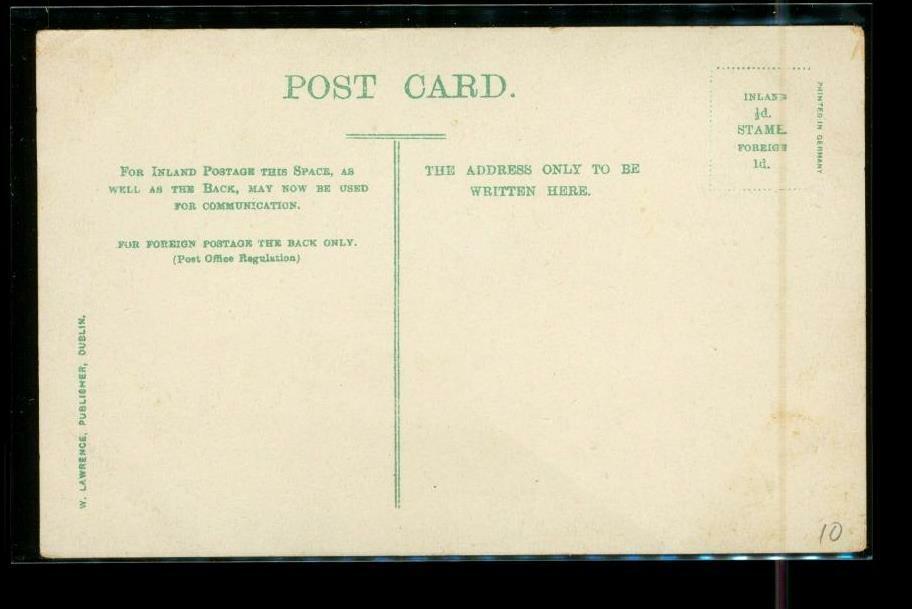 POST CARD.
FOR INLAND POSTAGE THIS SPACE, AS
WELL AS THE BACK, MAY NOW BE USED
FOR COMMUNICATION.
FOR FOREIGN POSTAGE THE BACK ONLY.
(Post Office Regulation)
THE ADDRESS ONLY TO BE
WRITTEN HERE.
INLAND
½d.
STAMP
FOREIGN
1d.
PRINTED IN GERMANY
W. LAWRENCE, PUBLISHER, DUBLIN.
10